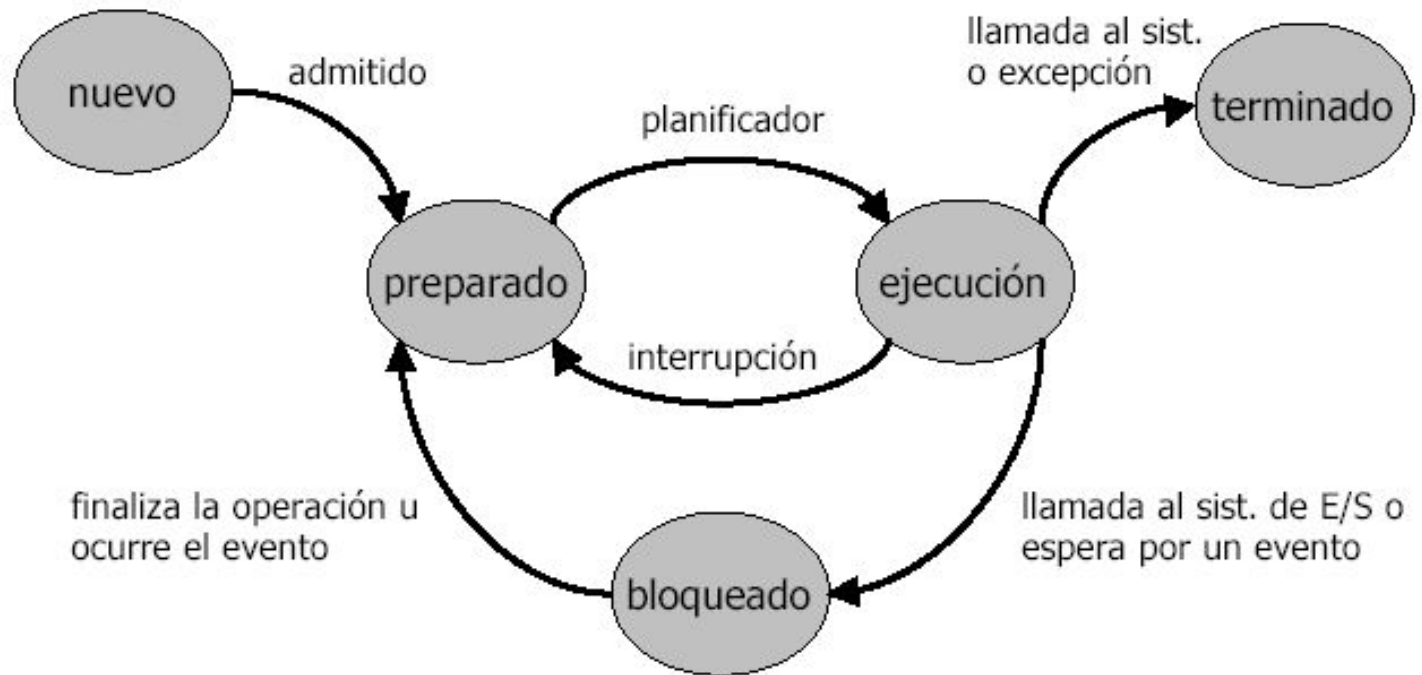 nuevo
admitido
planificador
llamada al sist.
o excepción
terminado
preparado
ejecución
interrupción
finaliza la operación u
ocurre el evento
bloqueado
llamada al sist. de E/S o
espera por un evento